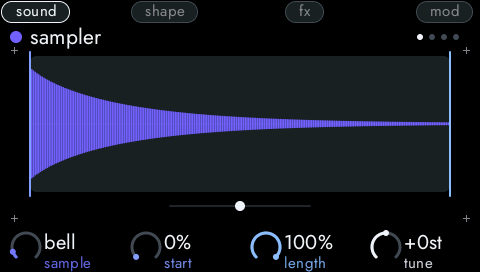 sound shape fx mod
sampler
bell 0% 100% +0st
sample start length tune